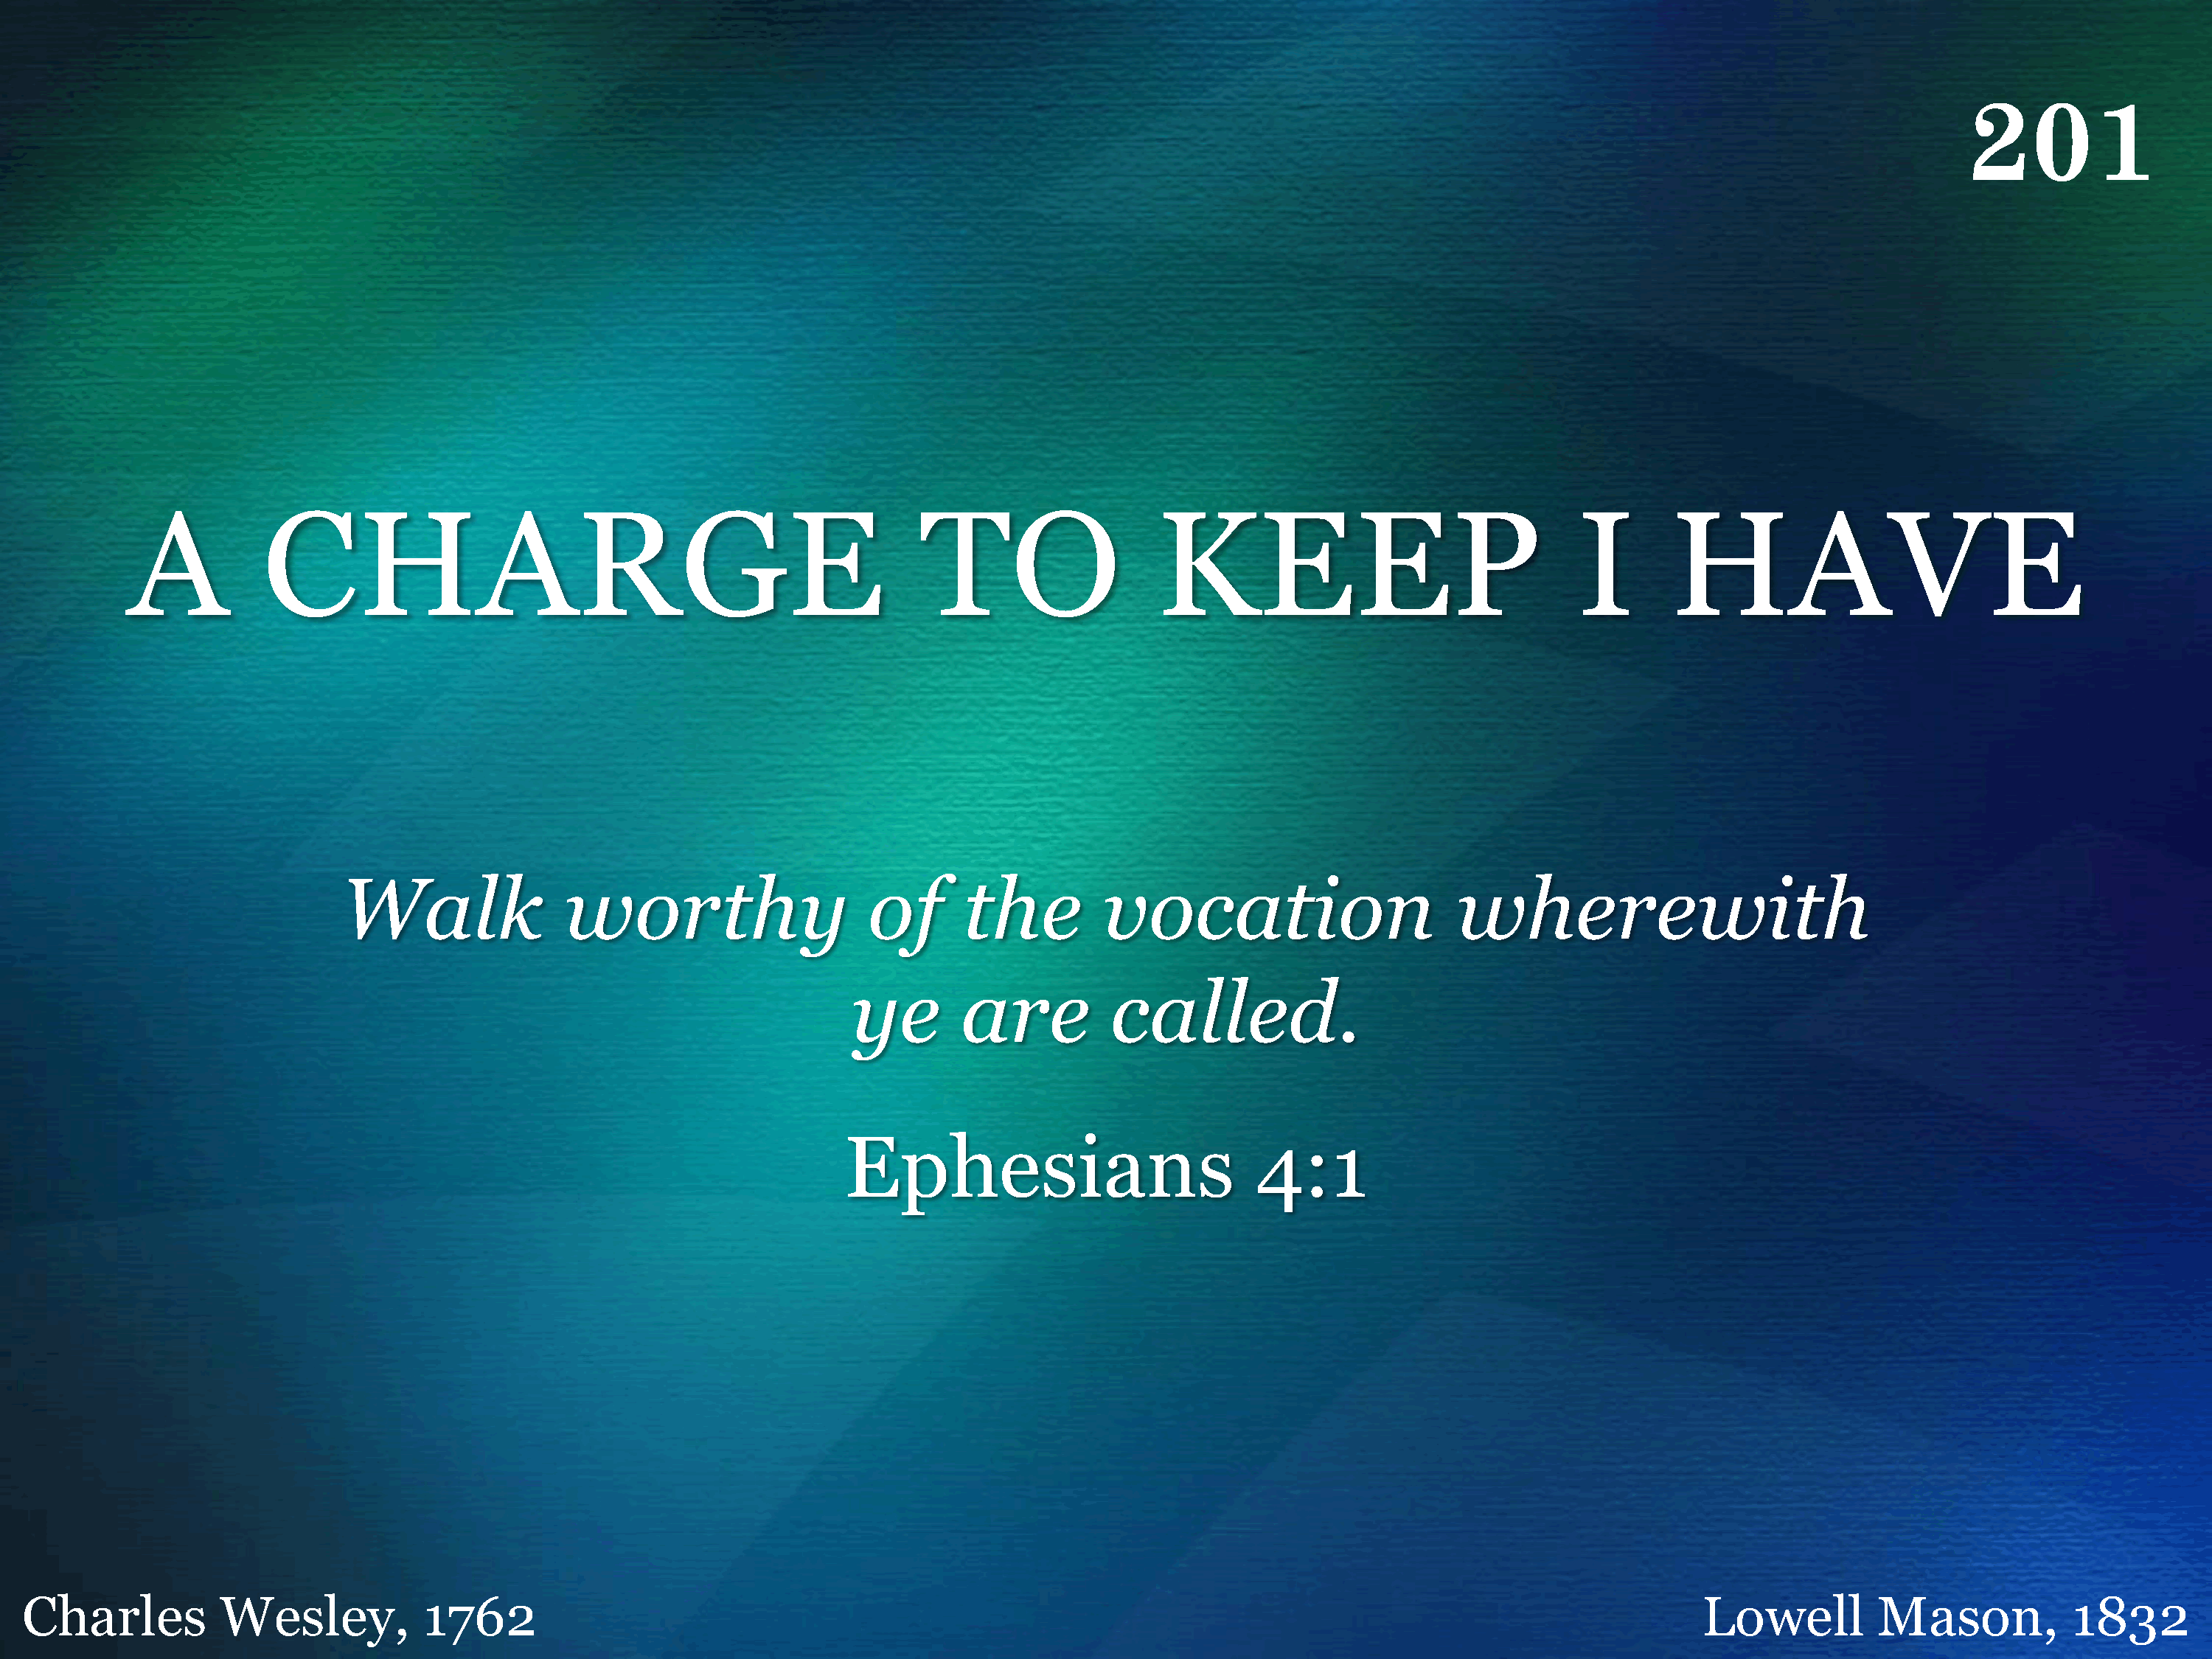 201
A CHARGE TO KEEP I HAVE
Walk worthy of the vocation wherewith
ye are called.
Ephesians 4:1
Charles Wesley, 1762
Lowell Mason, 1832